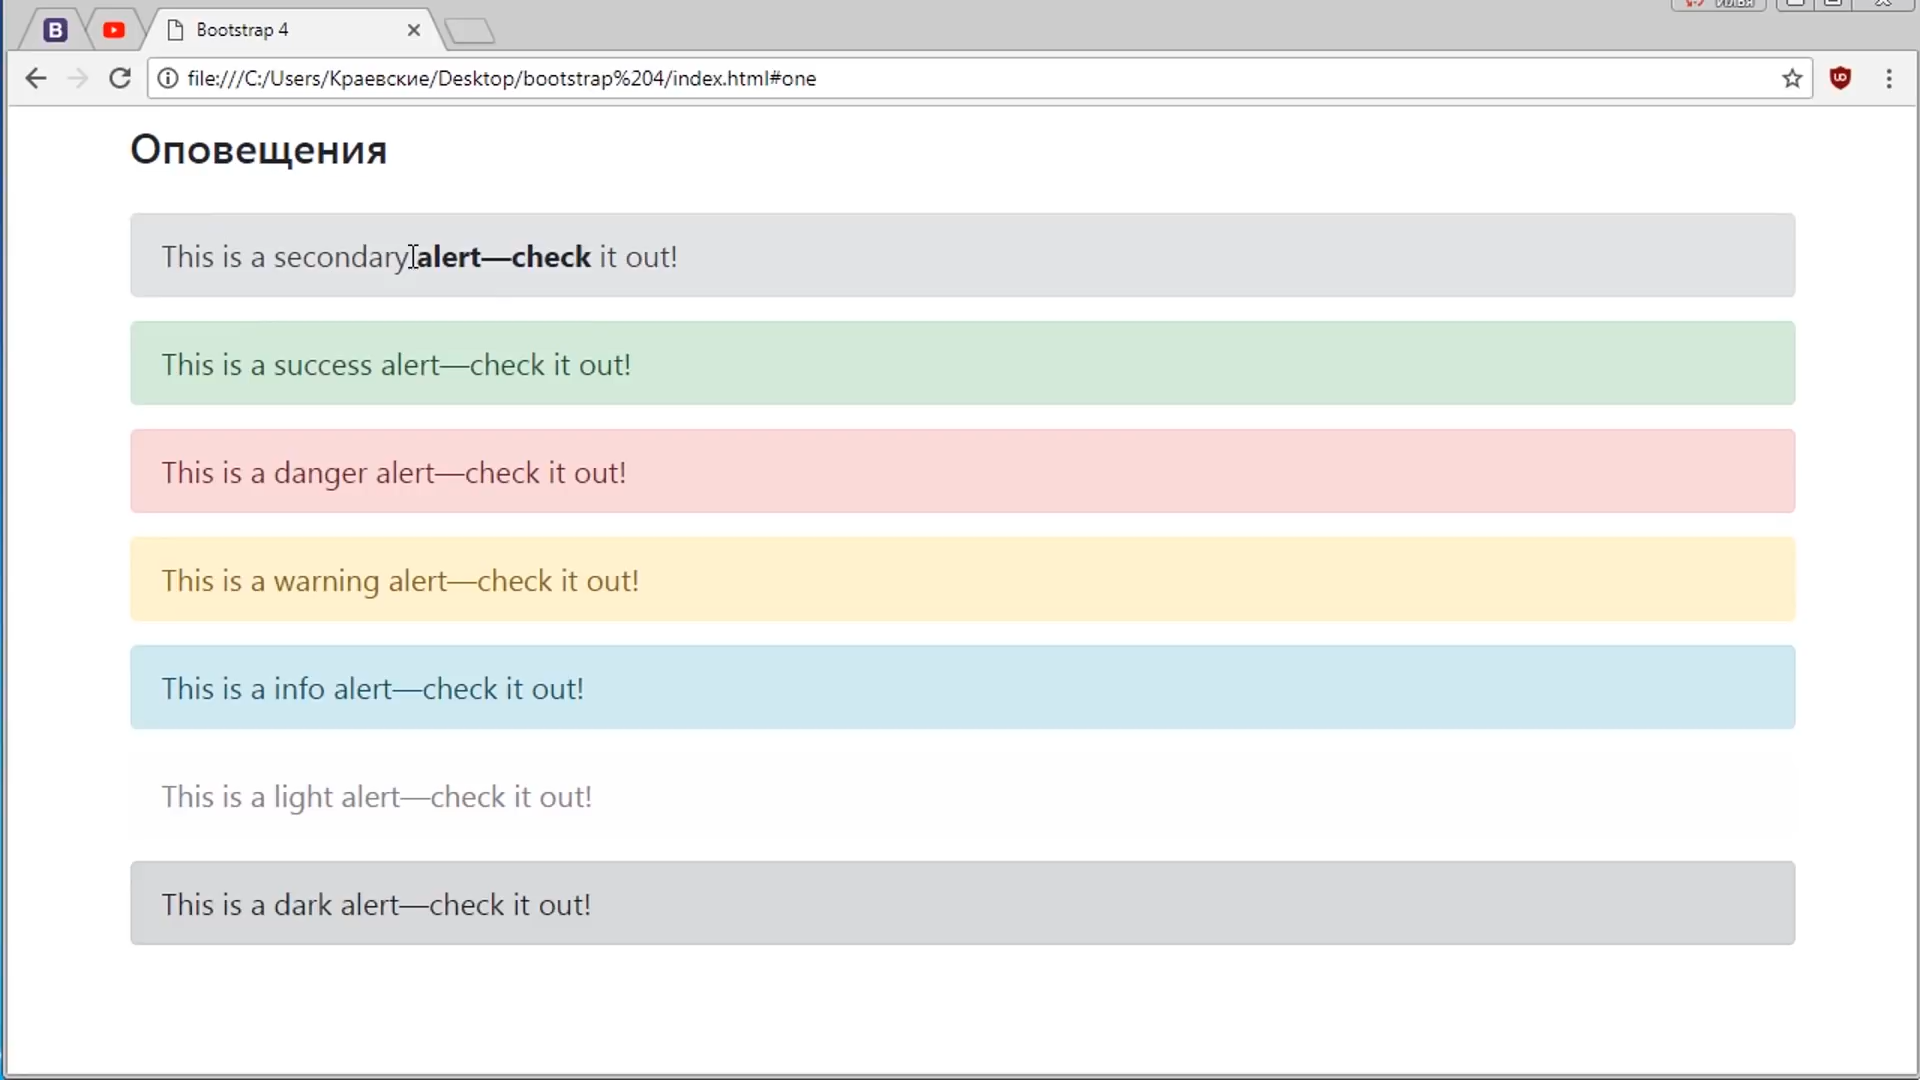 Bootstrap 4
file:///C:/Users/Краевские/Desktop/bootstrap%204/index.html#one
Оповещения
This is a secondary alert—check it out!
This is a success alert—check it out!
This is a danger alert—check it out!
This is a warning alert—check it out!
This is a info alert—check it out!
This is a light alert—check it out!
This is a dark alert—check it out!